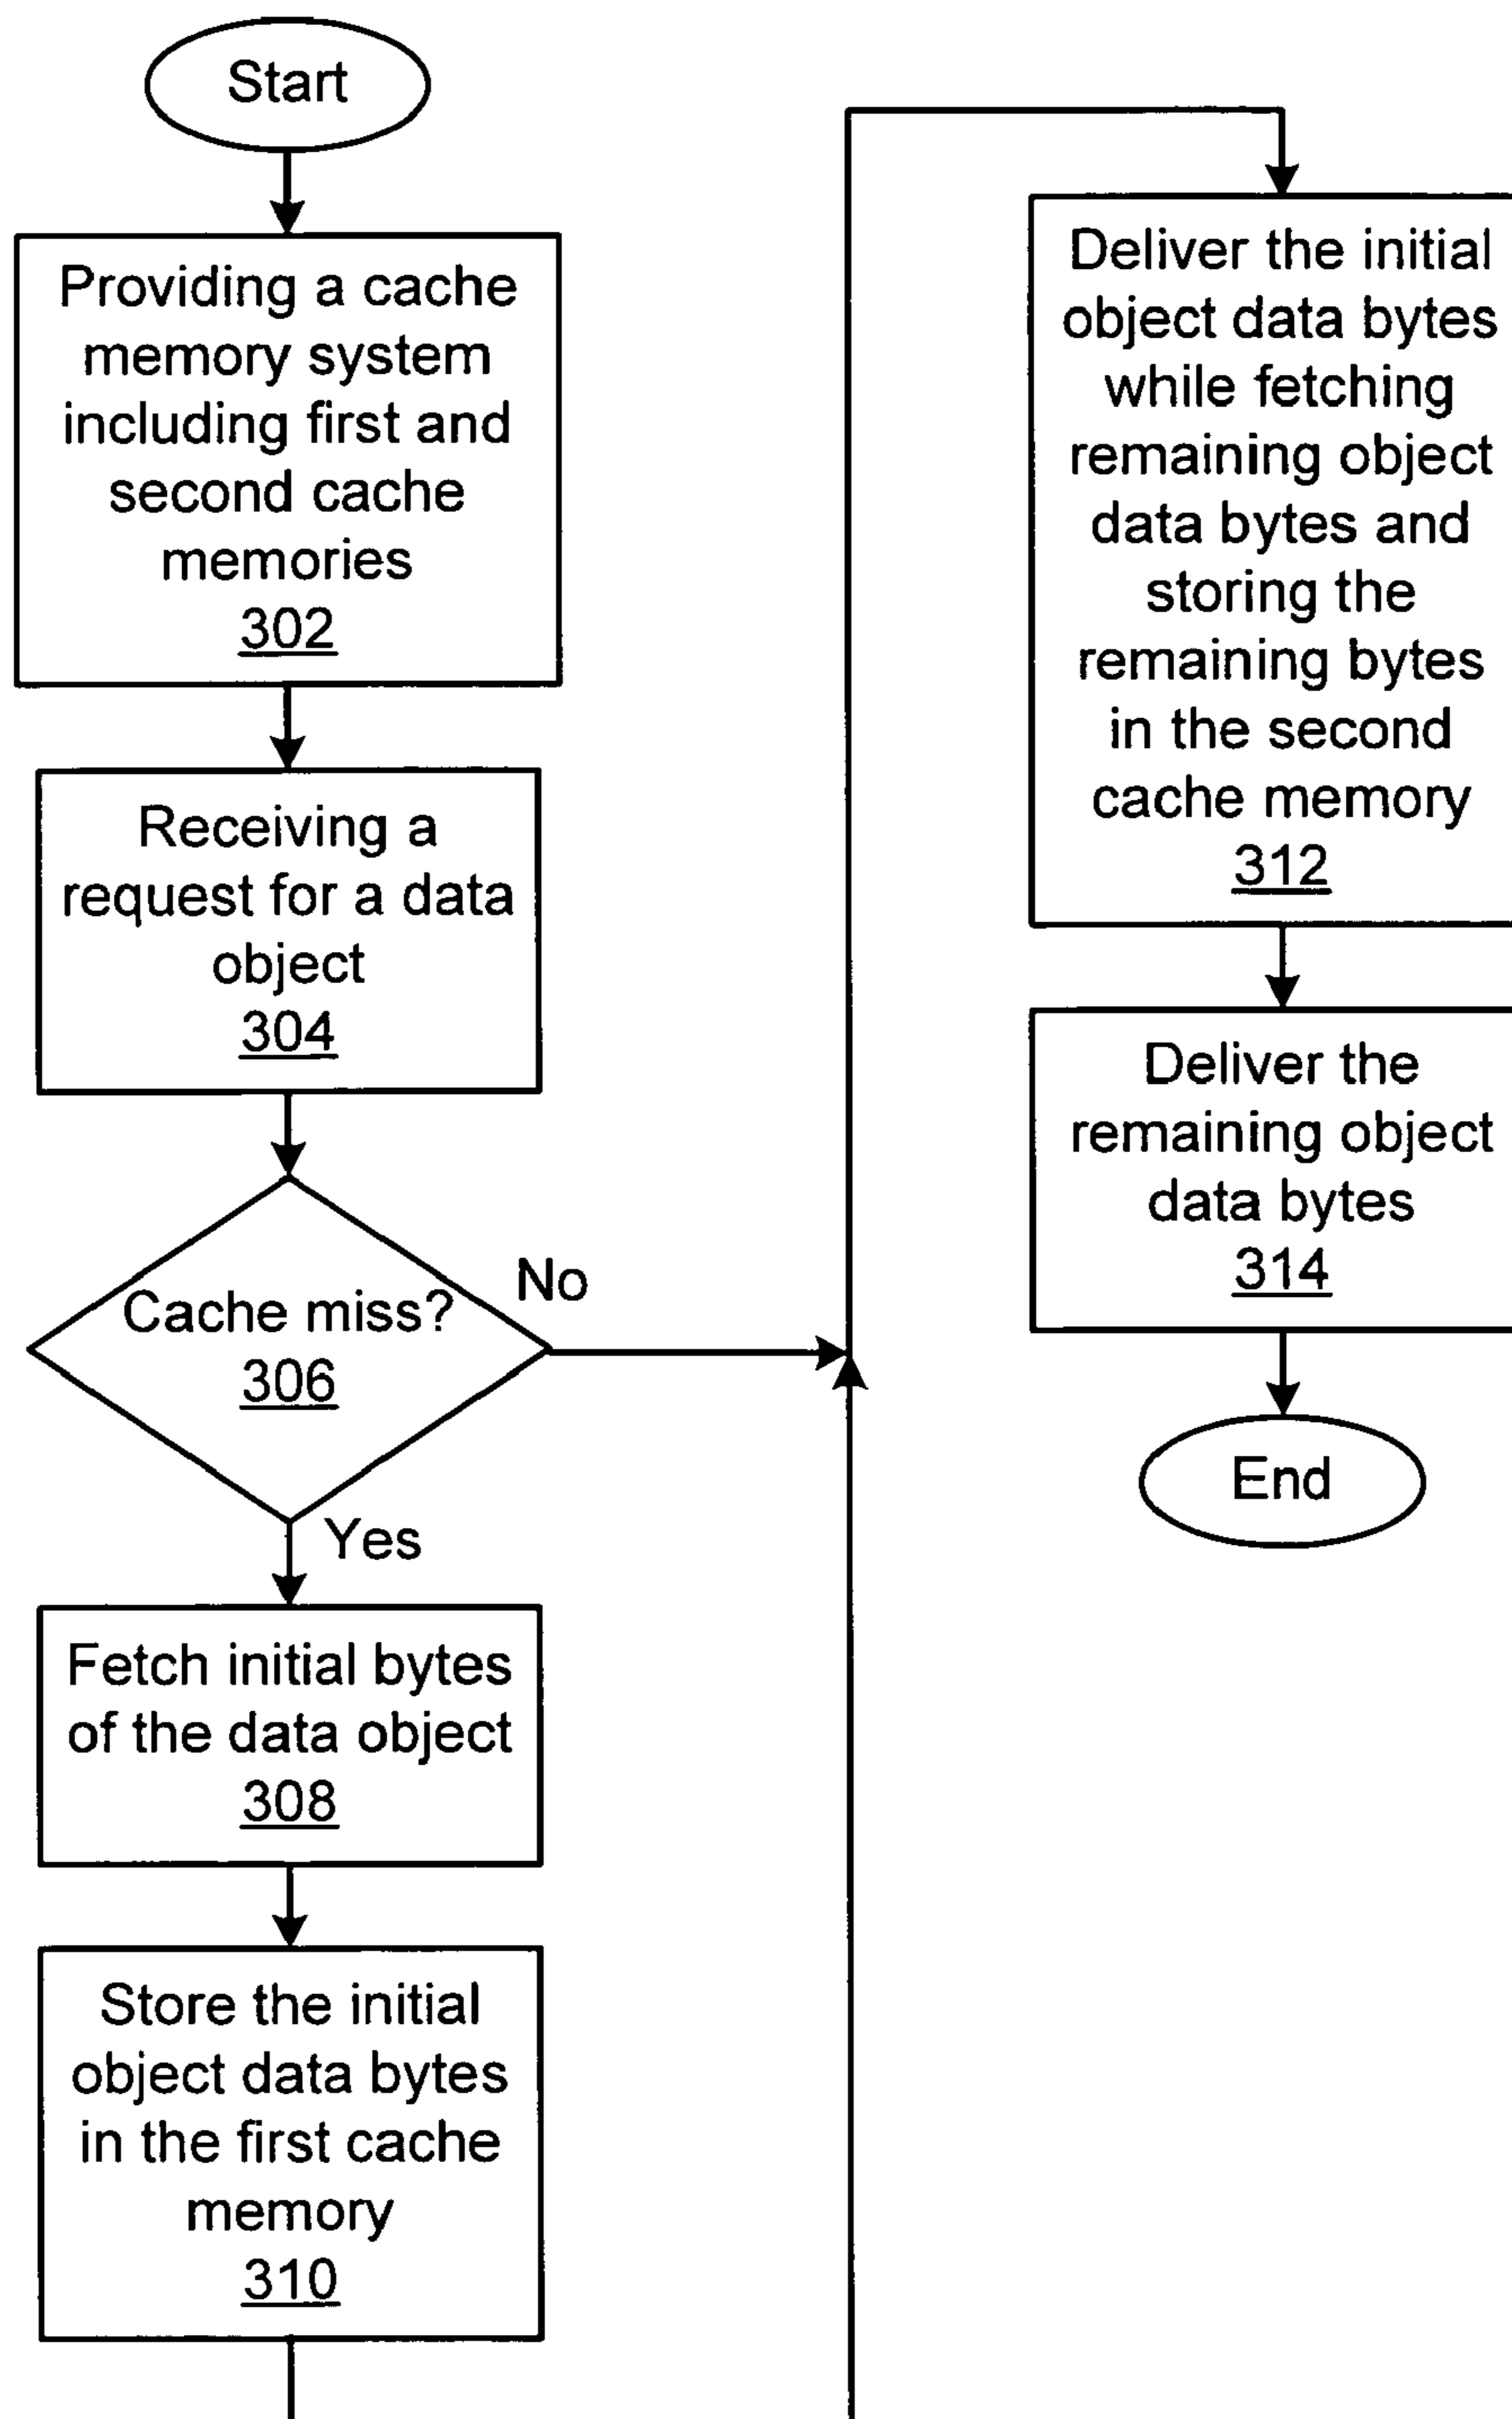 Start
Providing a cache
memory system
including first and
second cache
memories
302
Receiving a
request for a data
object
304
Cache miss?
306
No
Yes
Fetch initial bytes
of the data object
308
Store the initial
object data bytes
in the first cache
memory
310
Deliver the initial
object data bytes
while fetching
remaining object
data bytes and
storing the
remaining bytes
in the second
cache memory
312
Deliver the
remaining object
data bytes
314
End